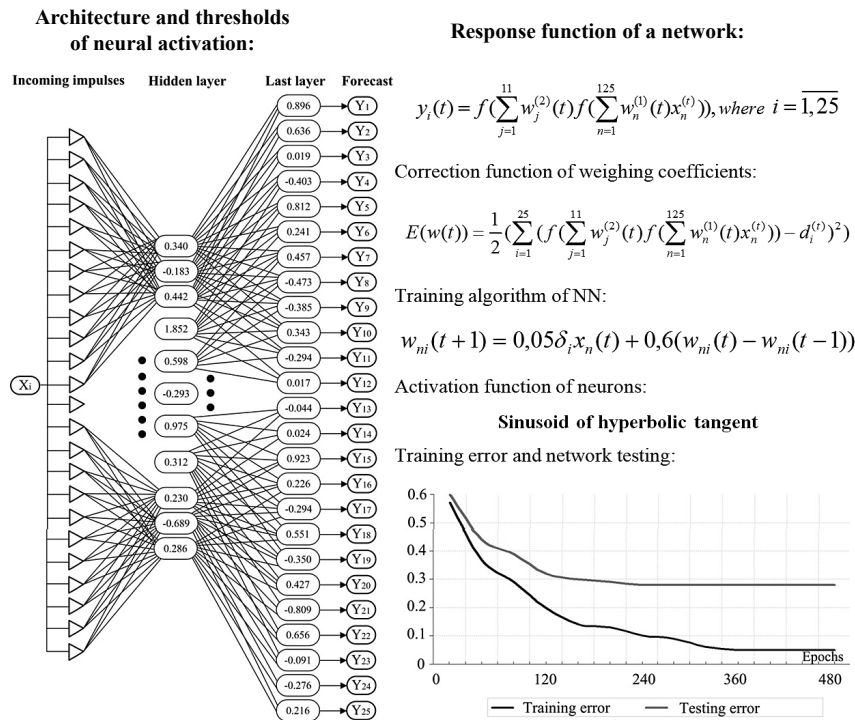 Architecture and thresholds
of neural activation:
Incoming impulses Hidden layer Last layer Forecast
Xi
0.340
-0.183
0.442
1.852
0.598
-0.293
0.975
0.312
0.230
-0.689
0.286
0.896 Y1
0.636 Y2
0.019 Y3
-0.403 Y4
0.812 Y5
0.241 Y6
0.457 Y7
-0.473 Y8
-0.385 Y9
0.343 Y10
-0.294 Y11
0.017 Y12
-0.044 Y13
0.024 Y14
0.923 Y15
0.226 Y16
-0.294 Y17
0.551 Y18
-0.350 Y19
0.427 Y20
-0.809 Y21
0.656 Y22
-0.091 Y23
-0.276 Y24
0.216 Y25
Response function of a network:
y_i(t) = f(∑_{j=1}^{11} w_j^{(2)}(t) f(∑_{n=1}^{125} w_n^{(1)}(t) x_n^{(t)})), where i = \overline{1,25}
Correction function of weighing coefficients:
E(w(t)) = \frac{1}{2}(∑_{i=1}^{25} (f(∑_{j=1}^{11} w_j^{(2)}(t) f(∑_{n=1}^{125} w_n^{(1)}(t) x_n^{(t)})) – d_i^{(t)})^2)
Training algorithm of NN:
w_{ni}(t+1) = 0,05δ_i x_n(t) + 0,6(w_{ni}(t) – w_{ni}(t–1))
Activation function of neurons:
Sinusoid of hyperbolic tangent
Training error and network testing:
0.6
0.5
0.4
0.3
0.2
0.1
0
Epochs
0 120 240 360 480
Training error Testing error